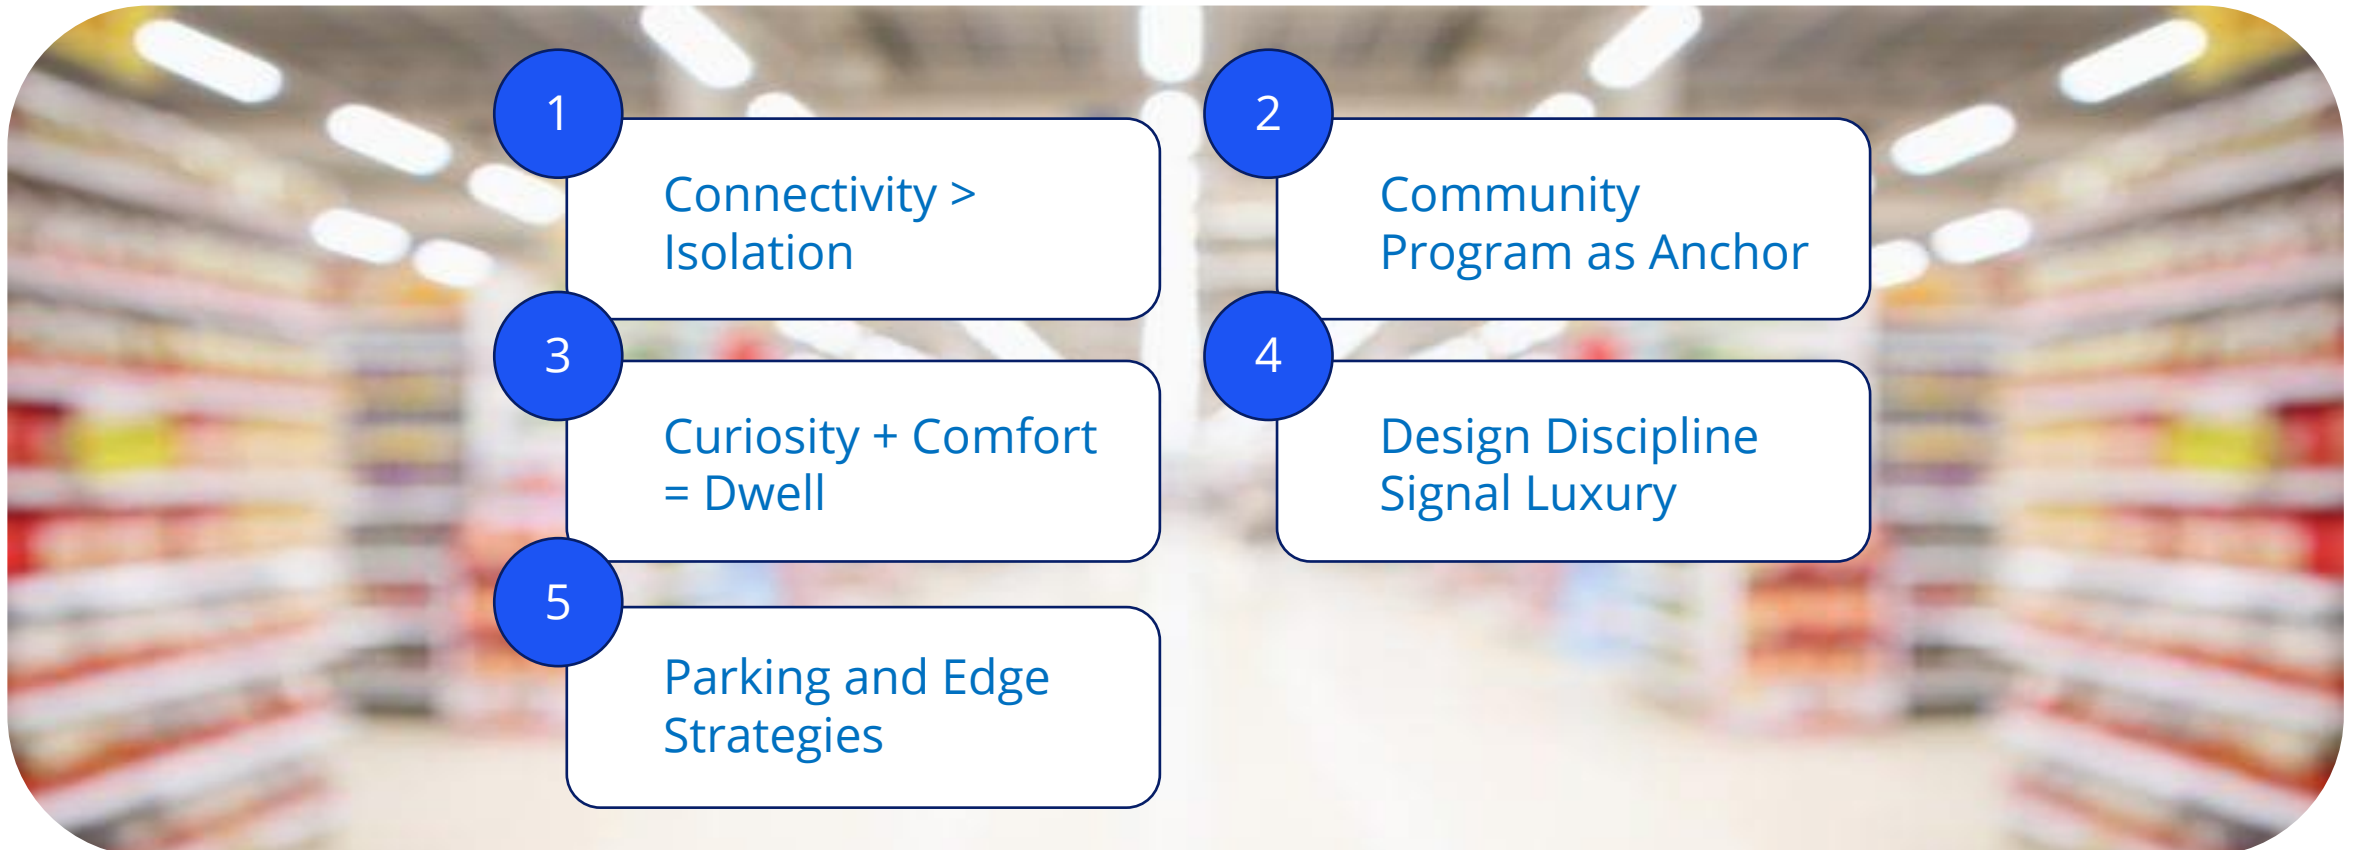 1
Connectivity >
Isolation
2
Community
Program as Anchor
3
Curiosity + Comfort
= Dwell
4
Design Discipline
Signal Luxury
5
Parking and Edge
Strategies